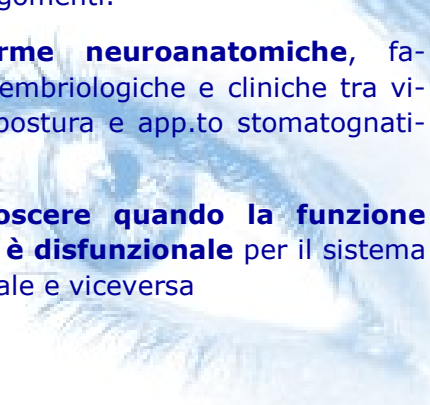 gomenti.
rme neuroanatomiche, fa-
embriologiche e cliniche tra vi-
postura e app.to stomatognati-
oscere quando la funzione
è disfunzionale per il sistema
ale e viceversa